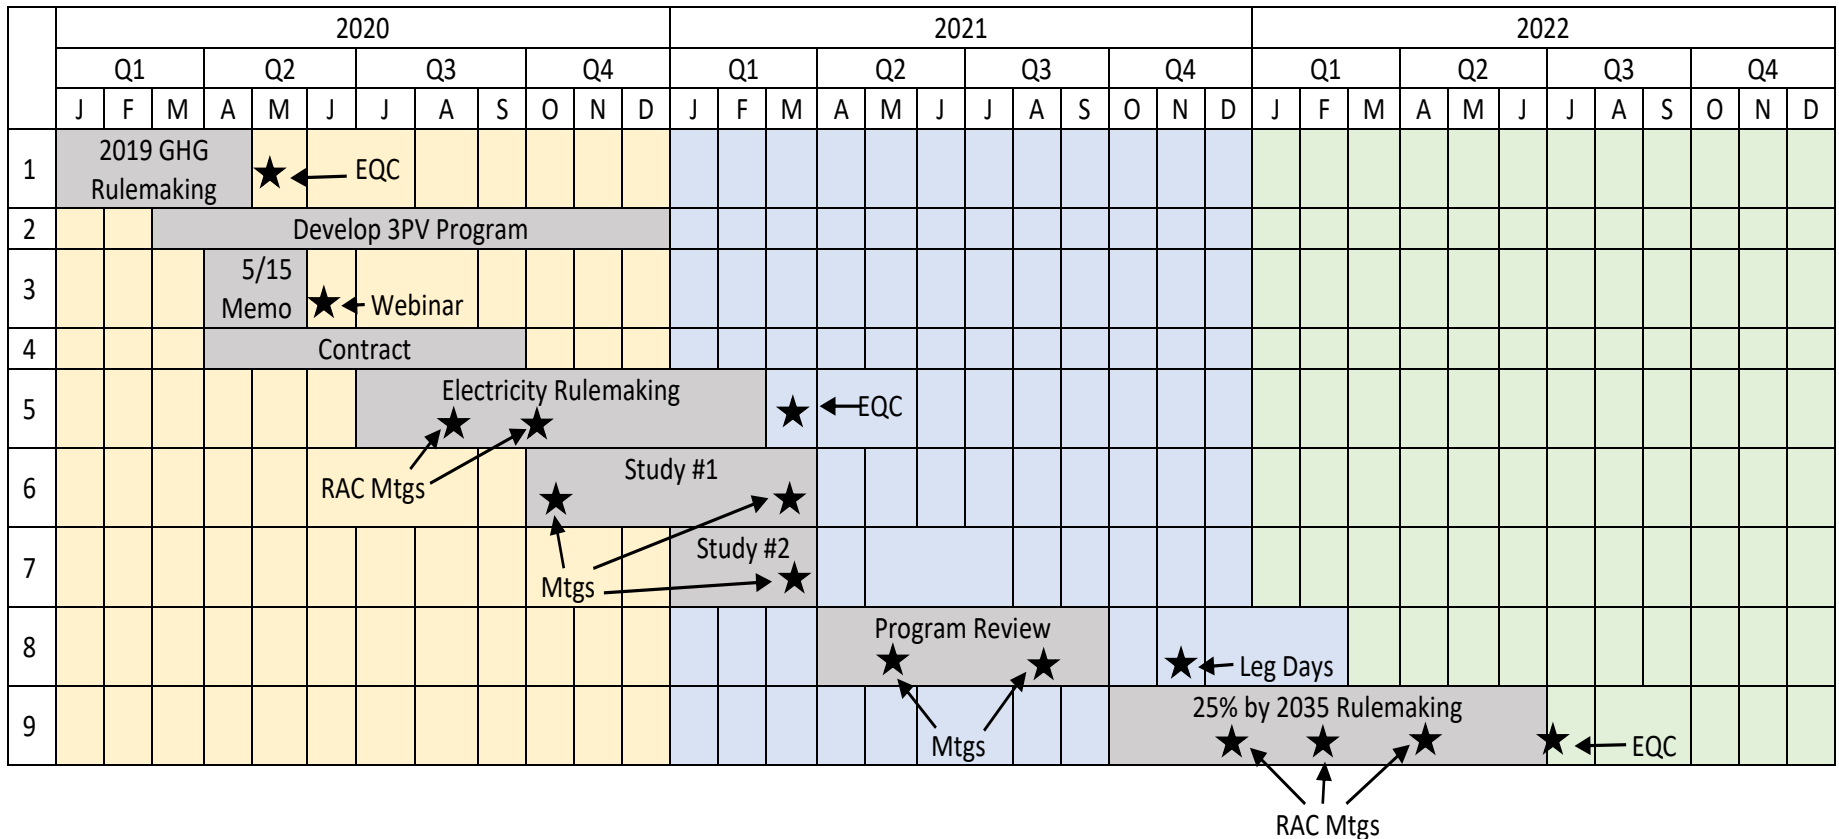 2020 2021 2022
Q1 Q2 Q3 Q4 Q1 Q2 Q3 Q4 Q1 Q2 Q3 Q4
J F M A M J J A S O N D J F M A M J J A S O N D J F M A M J J A S O N D
1
2019 GHG
Rulemaking
EQC
2
Develop 3PV Program
3
5/15
Memo
Webinar
4
Contract
5
Electricity Rulemaking
EQC
6
Study #1
RAC Mtgs
7
Study #2
Mtgs
8
Program Review
Leg Days
9
25% by 2035 Rulemaking
Mtgs
EQC
RAC Mtgs